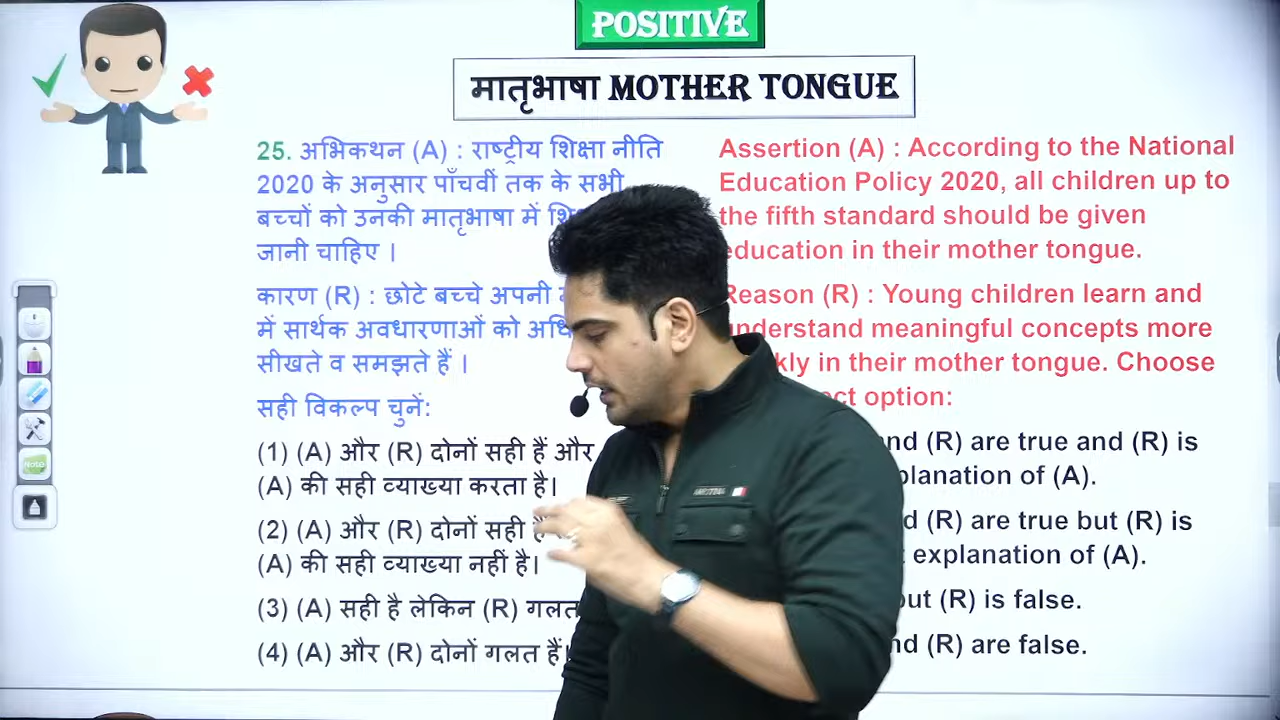 POSITIVE
मातृभाषा MOTHER TONGUE
25. अभिकथन (A) : राष्ट्रीय शिक्षा नीति
2020 के अनुसार पाँचवीं तक के सभी
बच्चों को उनकी मातृभाषा में
जानी चाहिए ।
कारण (R) : छोटे बच्चे अपनी
में सार्थक अवधारणाओं को
सीखते व समझते हैं ।
सही विकल्प चुनें:
(1) (A) और (R) दोनों सही हैं और
(A) की सही व्याख्या करता है।
(2) (A) और (R) दोनों सही
(A) की सही व्याख्या नहीं है।
(3) (A) सही है लेकिन (R) गलत
(4) (A) और (R) दोनों गलत हैं।
Assertion (A) : According to the National
Education Policy 2020, all children up to
the fifth standard should be given
education in their mother tongue.
Reason (R) : Young children learn and
understand meaningful concepts more
in their mother tongue. Choose
option:
and (R) are true and (R) is
explanation of (A).
(R) are true but (R) is
explanation of (A).
but (R) is false.
and (R) are false.
Note